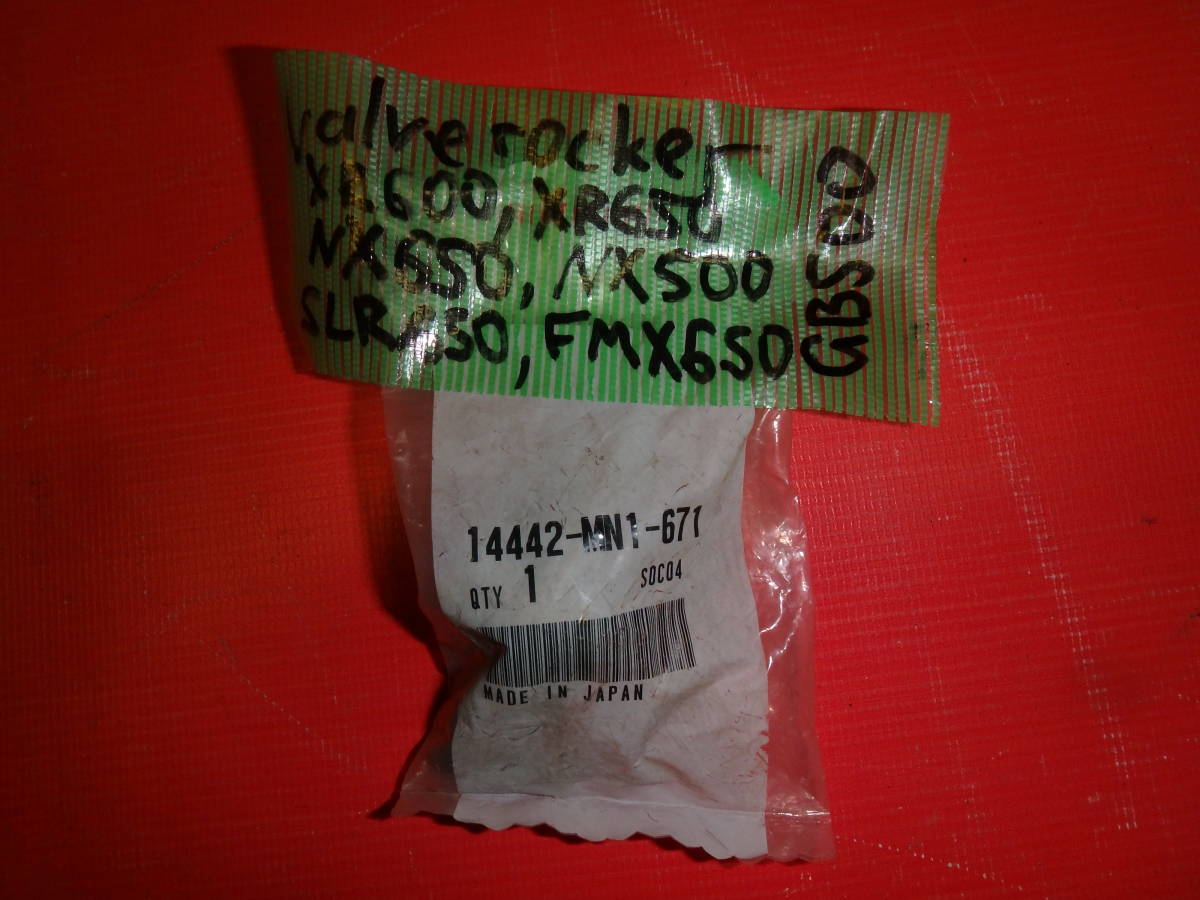 valve rocker
XR600, XR650
NX650, NX500
SLR650, FMX650
GB500
14442-MN1-671
QTY 1 SOC04
MADE IN JAPAN